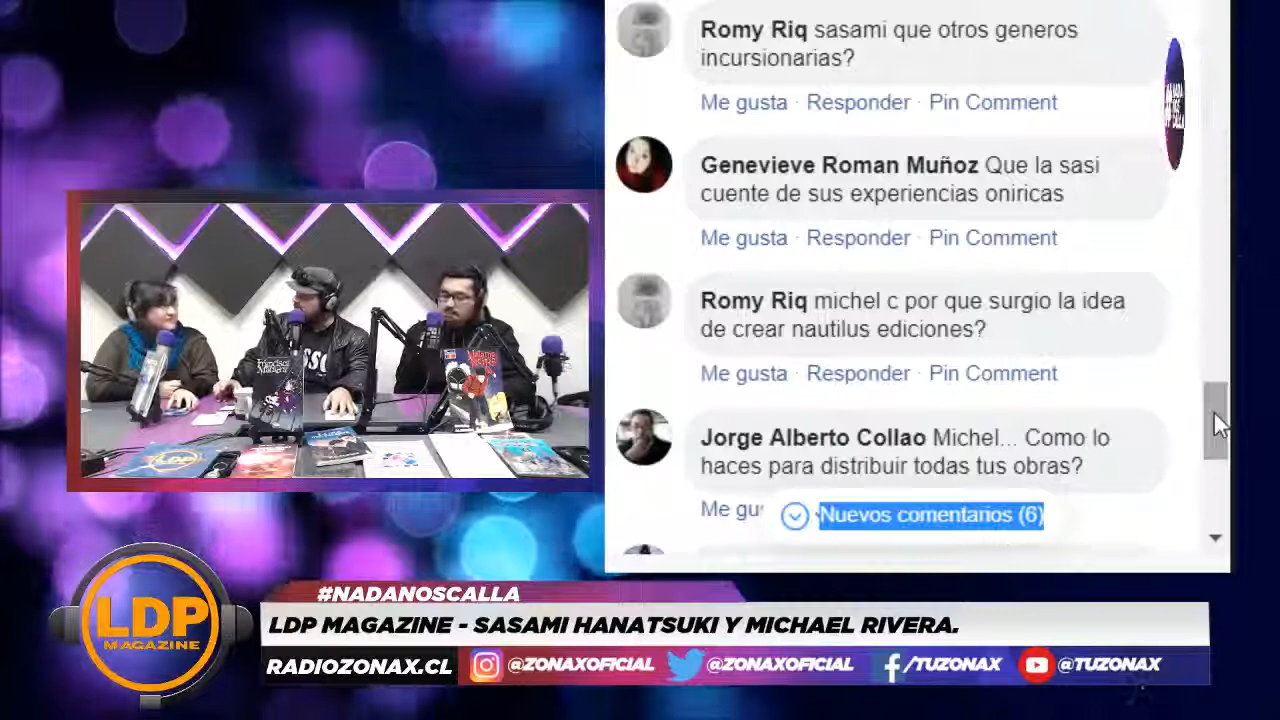 Romy Riq sasami que otros generos
incursionarias?
Me gusta · Responder · Pin Comment
Genevieve Roman Muñoz Que la sasi
cuente de sus experiencias oniricas
Me gusta · Responder · Pin Comment
Romy Riq michel c por que surgio la idea
de crear nautilus ediciones?
Me gusta · Responder · Pin Comment
Jorge Alberto Collao Michel... Como lo
haces para distribuir todas tus obras?
Me gu
Nuevos comentarios (6)
LDP
LDP
MAGAZINE
#NADANOSCALLA
LDP MAGAZINE - SASAMI HANATSUKI Y MICHAEL RIVERA.
RADIOZONAX.CL @ZONAXOFICIAL @ZONAXOFICIAL /TUZONAX @TUZONAX